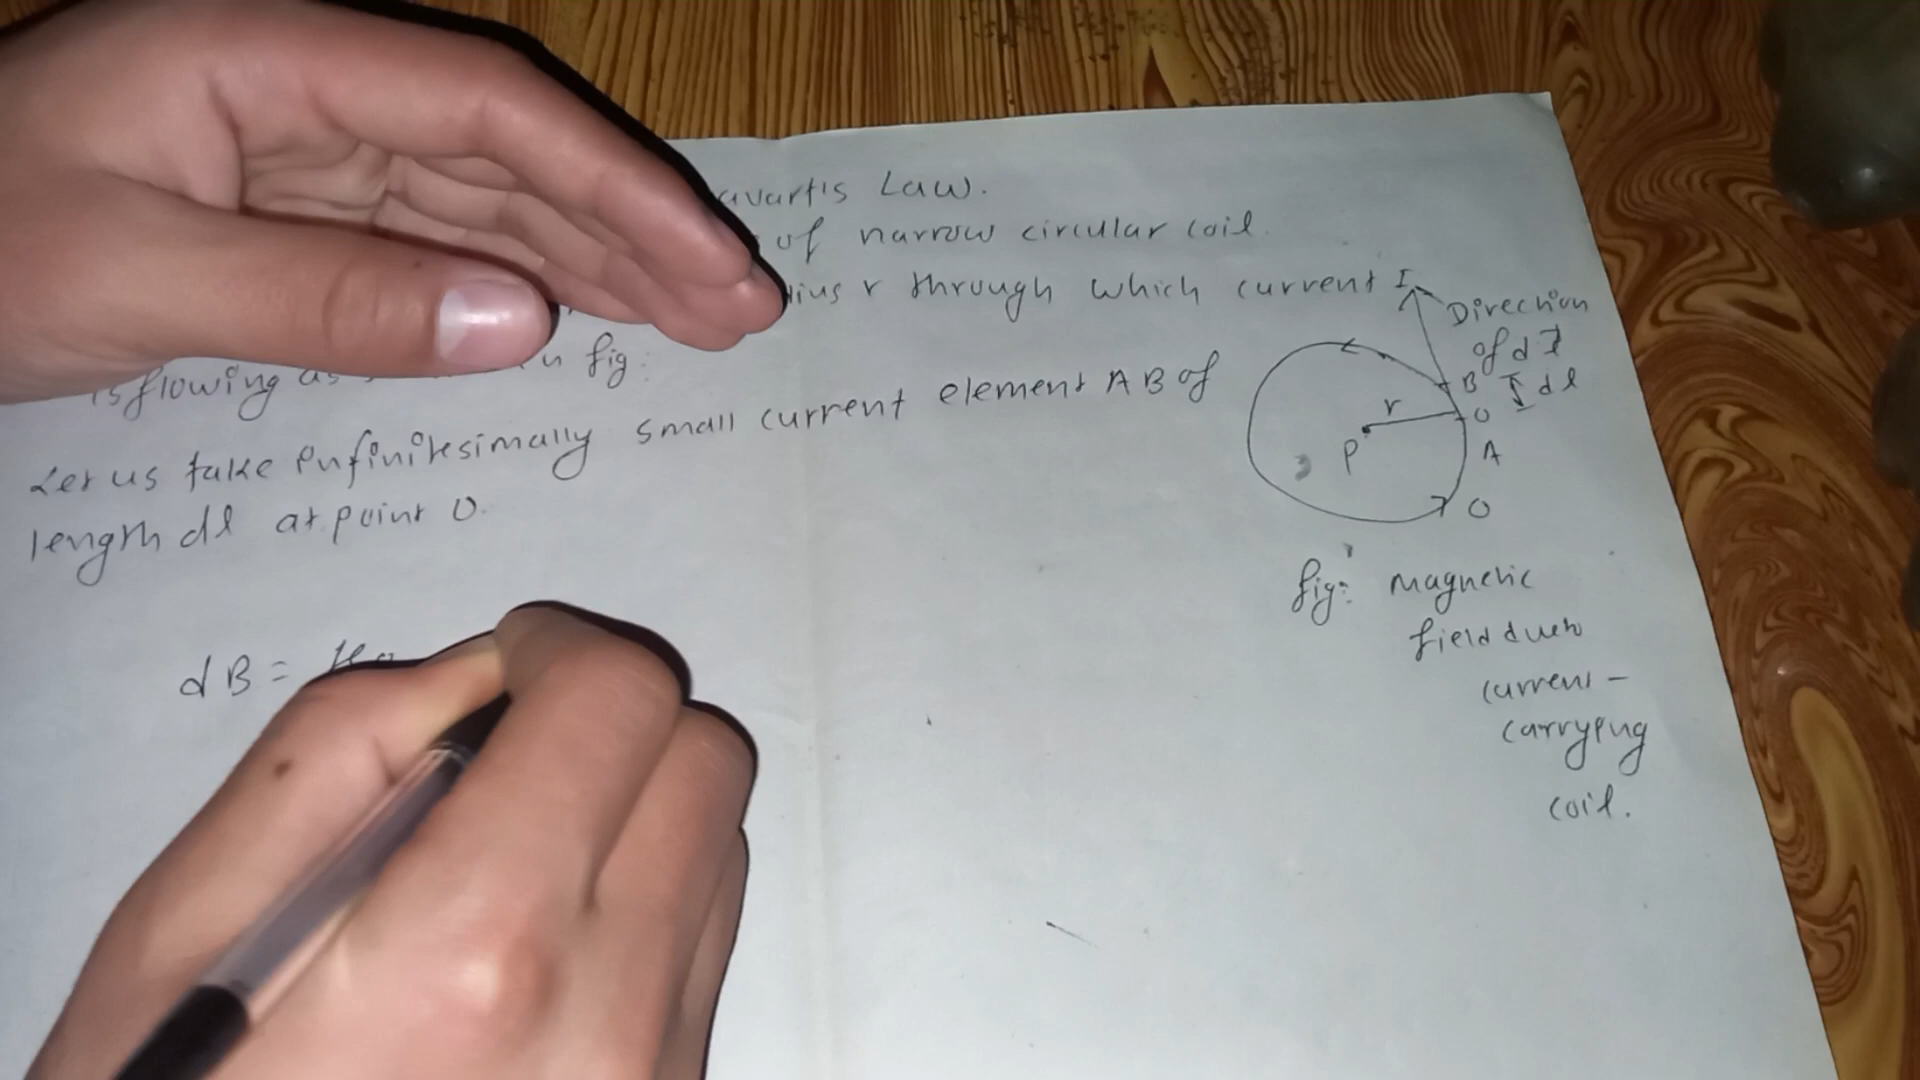 avart's Law.
of narrow circular coil.
r through which current I
is flowing as fig:
Let us take infinitesimally small current element AB of
length dl at point O.
dB =
Direction
of dl
B
dl
r
O
P
A
O
fig: Magnetic
field due to
current-
carrying
coil.